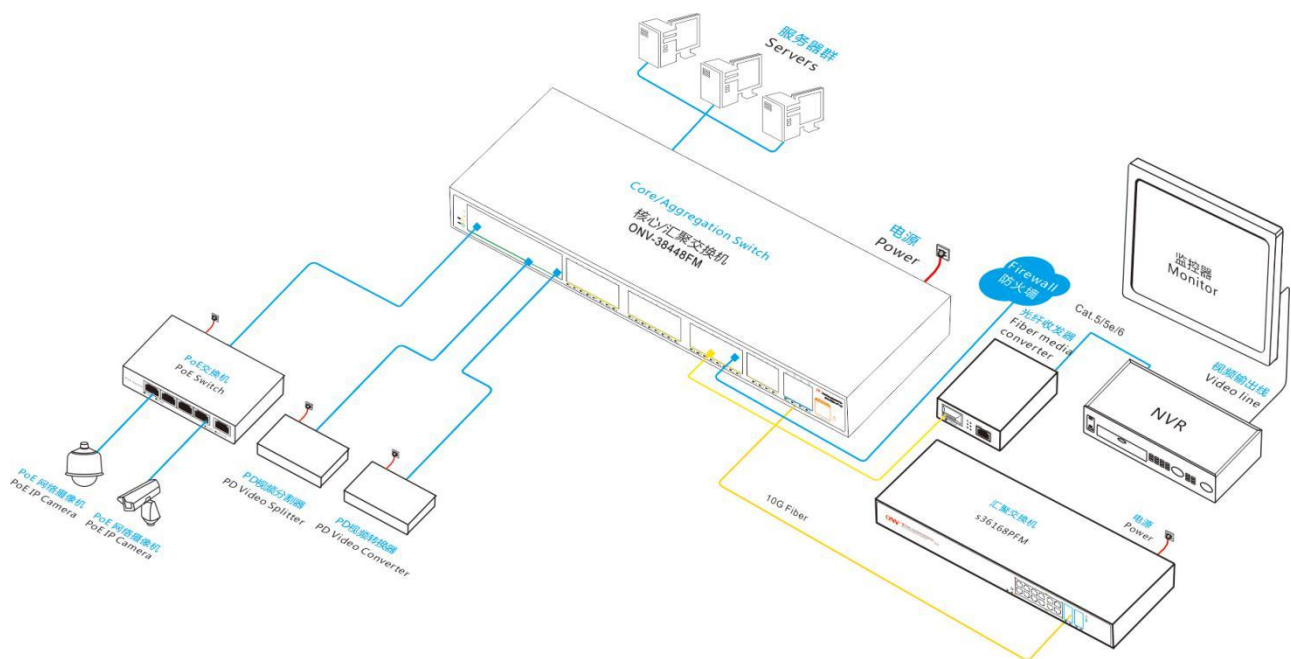 服务器群
Servers
Core/Aggregation Switch
核心/汇聚交换机
ONV-38448FM
电源
Power
Firewall
防火墙
监控器
Monitor
光纤收发器
Fiber media
converter
Cat.5/5e/6
视频输出线
Video line
NVR
PoE交换机
PoE Switch
PoE 网络摄像机
PoE IP Camera
PoE 网络摄像机
PoE IP Camera
PD视频分割器
PD Video Splitter
PD视频转换器
PD Video Converter
10G Fiber
汇聚交换机
s36168PFM
ONV
电源
Power